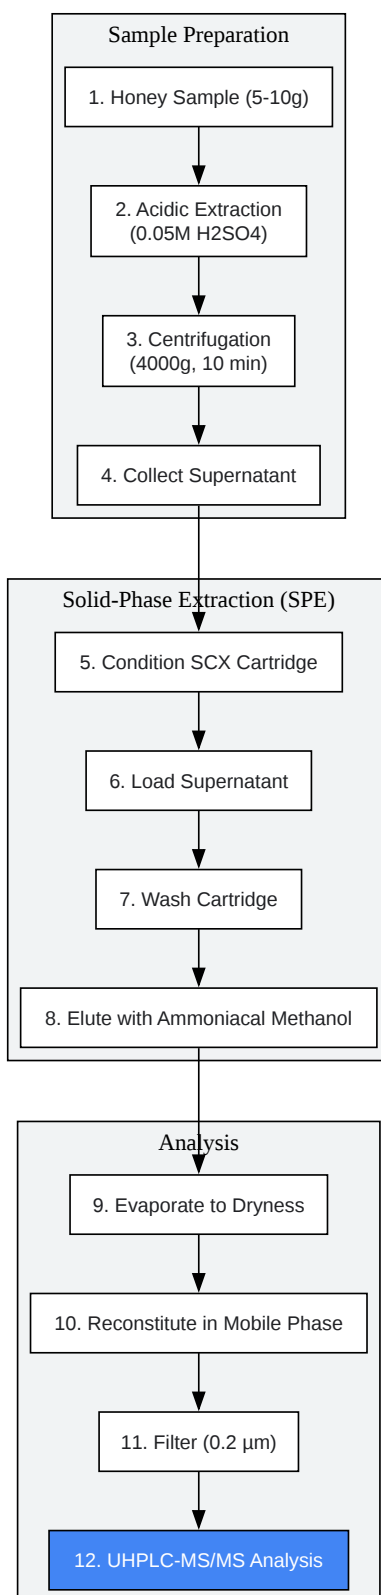 Sample Preparation
1. Honey Sample (5-10g)
2. Acidic Extraction
(0.05M H2SO4)
3. Centrifugation
(4000g, 10 min)
4. Collect Supernatant
Solid-Phase Extraction (SPE)
5. Condition SCX Cartridge
6. Load Supernatant
7. Wash Cartridge
8. Elute with Ammoniacal Methanol
Analysis
9. Evaporate to Dryness
10. Reconstitute in Mobile Phase
11. Filter (0.2 µm)
12. UHPLC-MS/MS Analysis